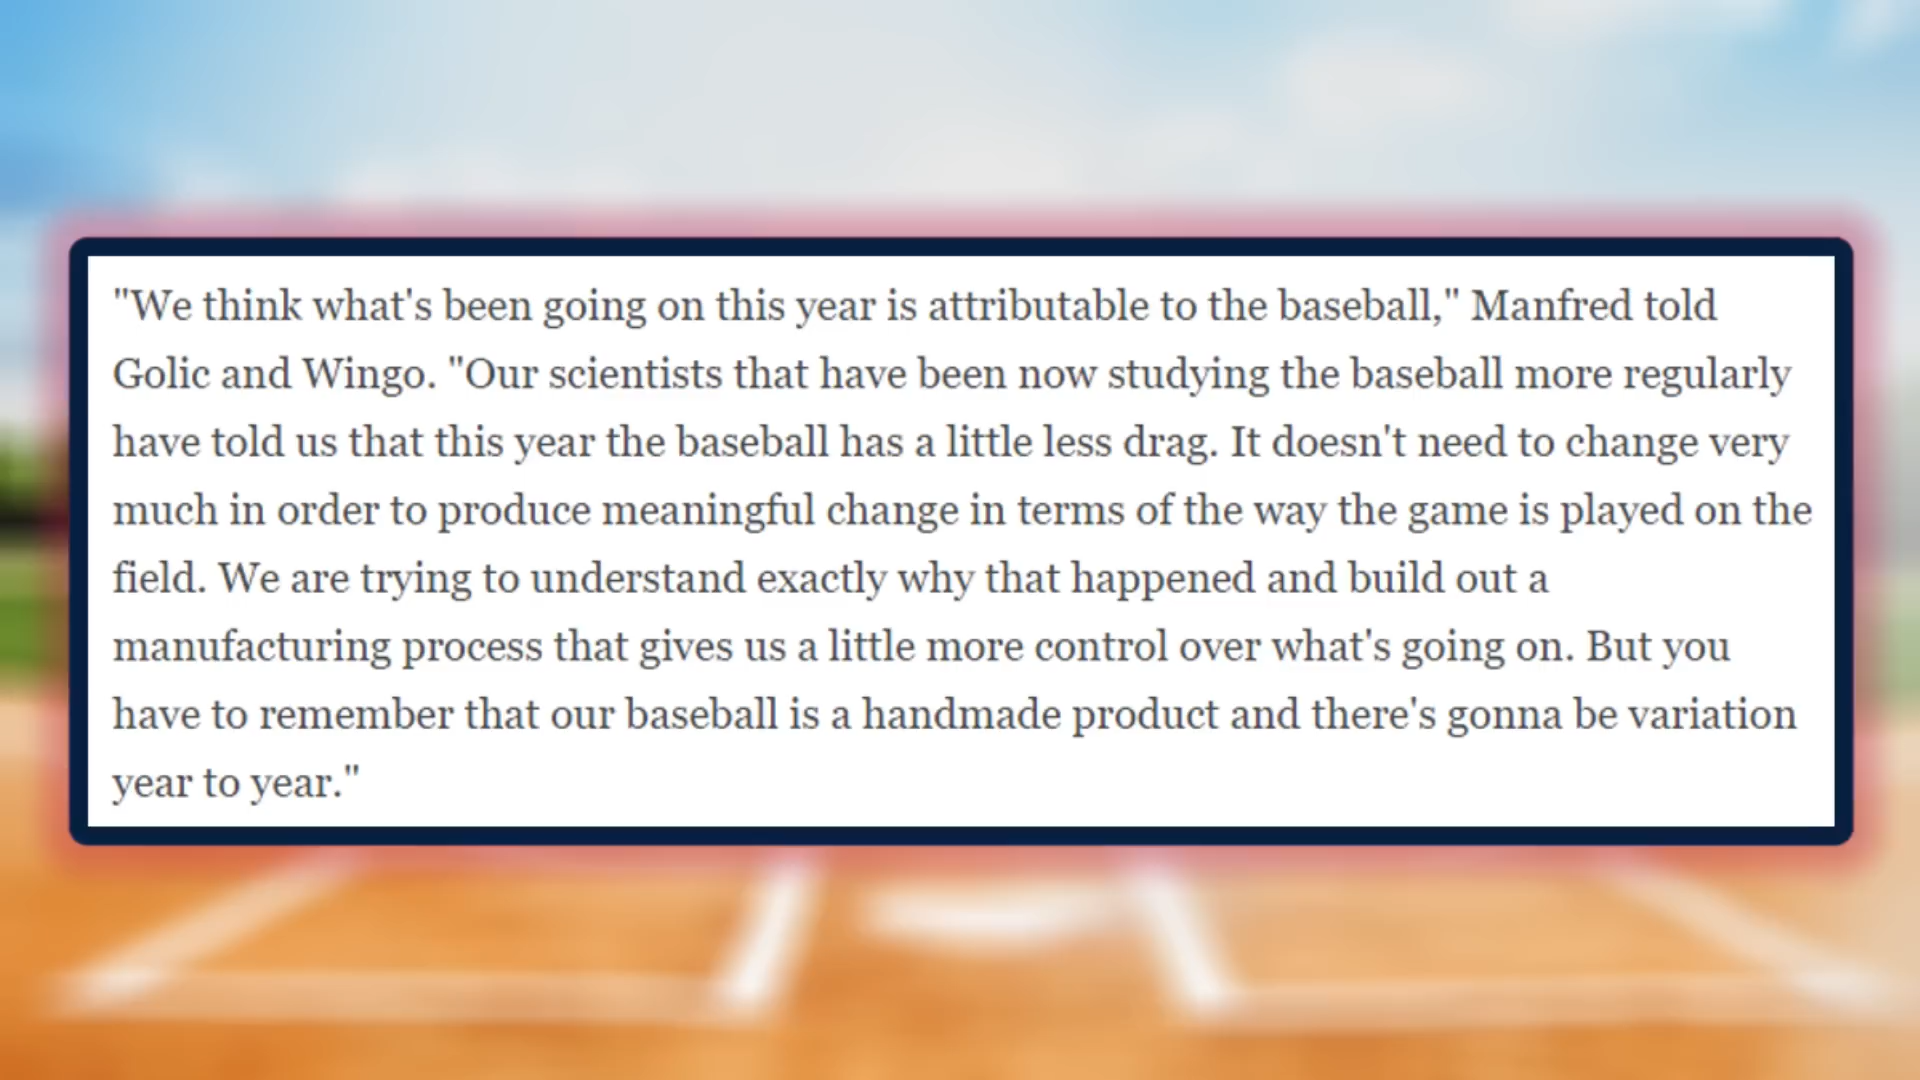 "We think what's been going on this year is attributable to the baseball," Manfred told
Golic and Wingo. "Our scientists that have been now studying the baseball more regularly
have told us that this year the baseball has a little less drag. It doesn't need to change very
much in order to produce meaningful change in terms of the way the game is played on the
field. We are trying to understand exactly why that happened and build out a
manufacturing process that gives us a little more control over what's going on. But you
have to remember that our baseball is a handmade product and there's gonna be variation
year to year."